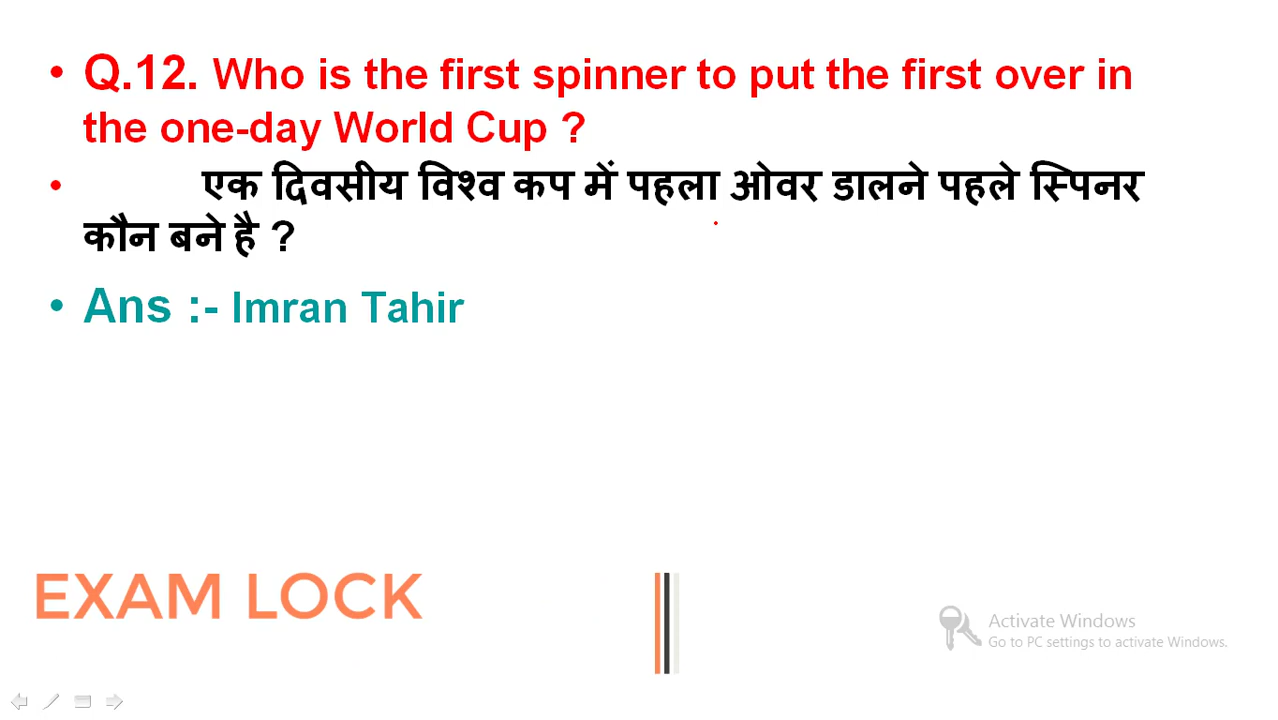 • Q.12. Who is the first spinner to put the first over in
the one-day World Cup ?
• एक दिवसीय विश्व कप में पहला ओवर डालने पहले स्पिनर
कौन बने है ?
• Ans :- Imran Tahir
EXAM LOCK
Activate Windows
Go to PC settings to activate Windows.